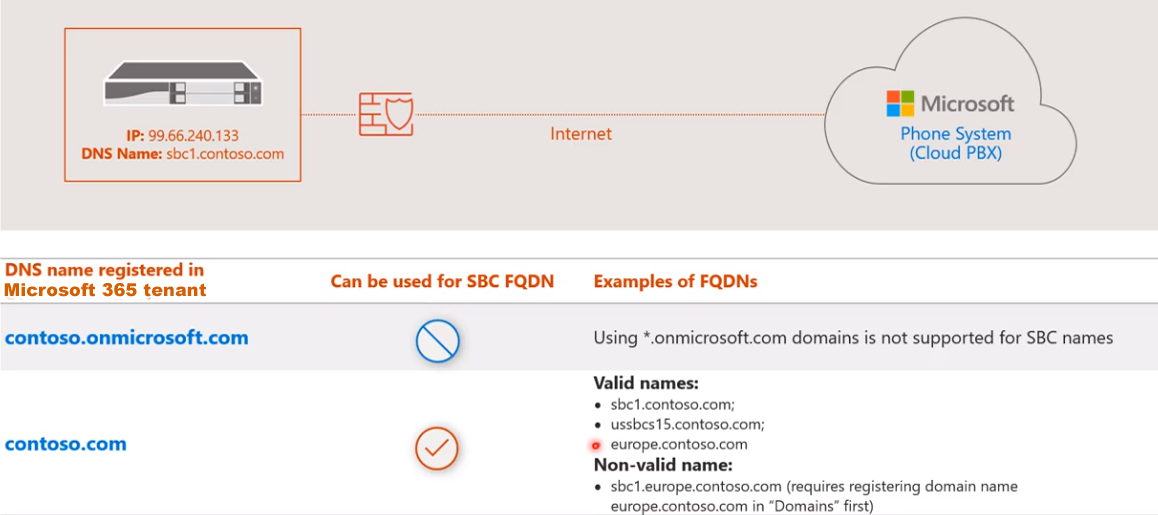 IP: 99.66.240.133
DNS Name: sbc1.contoso.com
Internet
Microsoft
Phone System
(Cloud PBX)
DNS name registered in
Microsoft 365 tenant
Can be used for SBC FQDN
Examples of FQDNs
contoso.onmicrosoft.com
Using *.onmicrosoft.com domains is not supported for SBC names
contoso.com
Valid names:
• sbc1.contoso.com;
• ussbcs15.contoso.com;
• europe.contoso.com
Non-valid name:
• sbc1.europe.contoso.com (requires registering domain name
europe.contoso.com in “Domains” first)